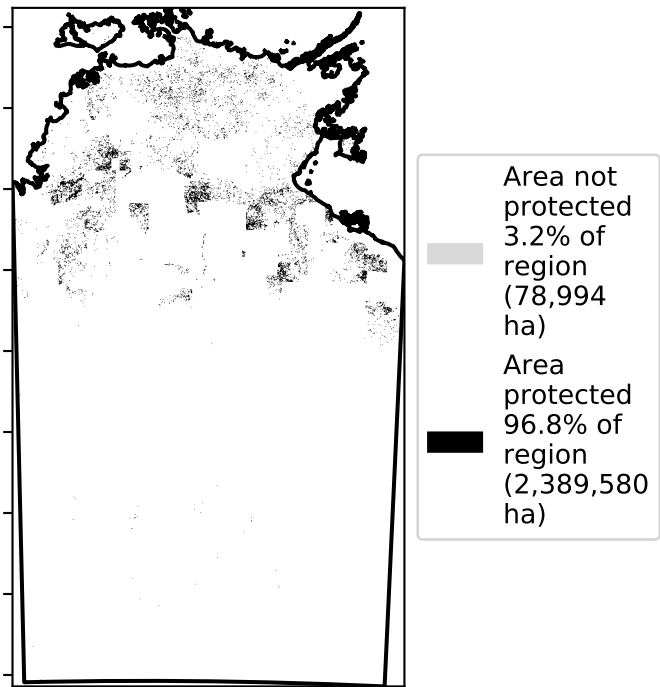 Area not
protected
3.2% of
region
(78,994
ha)
Area
protected
96.8% of
region
(2,389,580
ha)